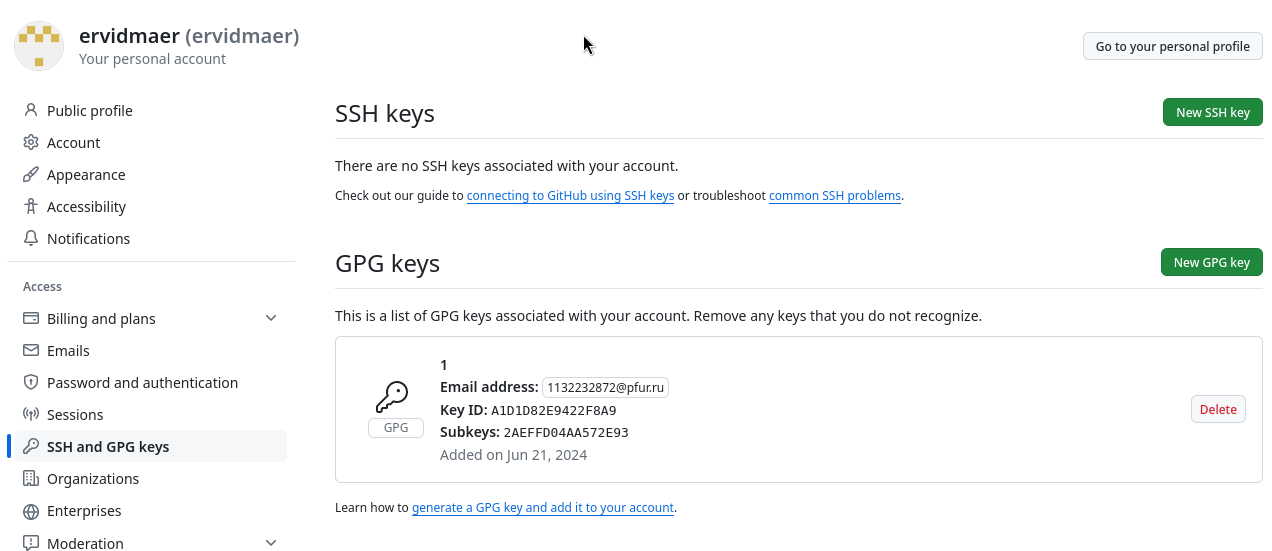 ervidmaer (ervidmaer)
Your personal account
Go to your personal profile
Public profile
Account
Appearance
Accessibility
Notifications
Access
Billing and plans
Emails
Password and authentication
Sessions
SSH and GPG keys
Organizations
Enterprises
Moderation
SSH keys
New SSH key
There are no SSH keys associated with your account.
Check out our guide to connecting to GitHub using SSH keys or troubleshoot common SSH problems.
GPG keys
New GPG key
This is a list of GPG keys associated with your account. Remove any keys that you do not recognize.
GPG
1
Email address: 1132232872@pfur.ru
Key ID: A1D1D82E9422F8A9
Subkeys: 2AEFFD04AA572E93
Added on Jun 21, 2024
Delete
Learn how to generate a GPG key and add it to your account.